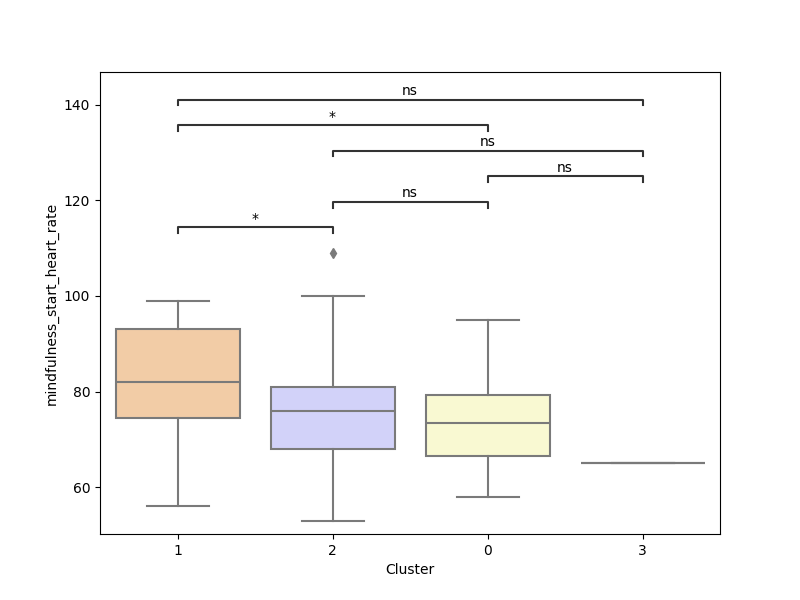 140
120
100
80
60
mindfulness_start_heart_rate
ns
*
ns
ns
ns
*
1 2 0 3
Cluster